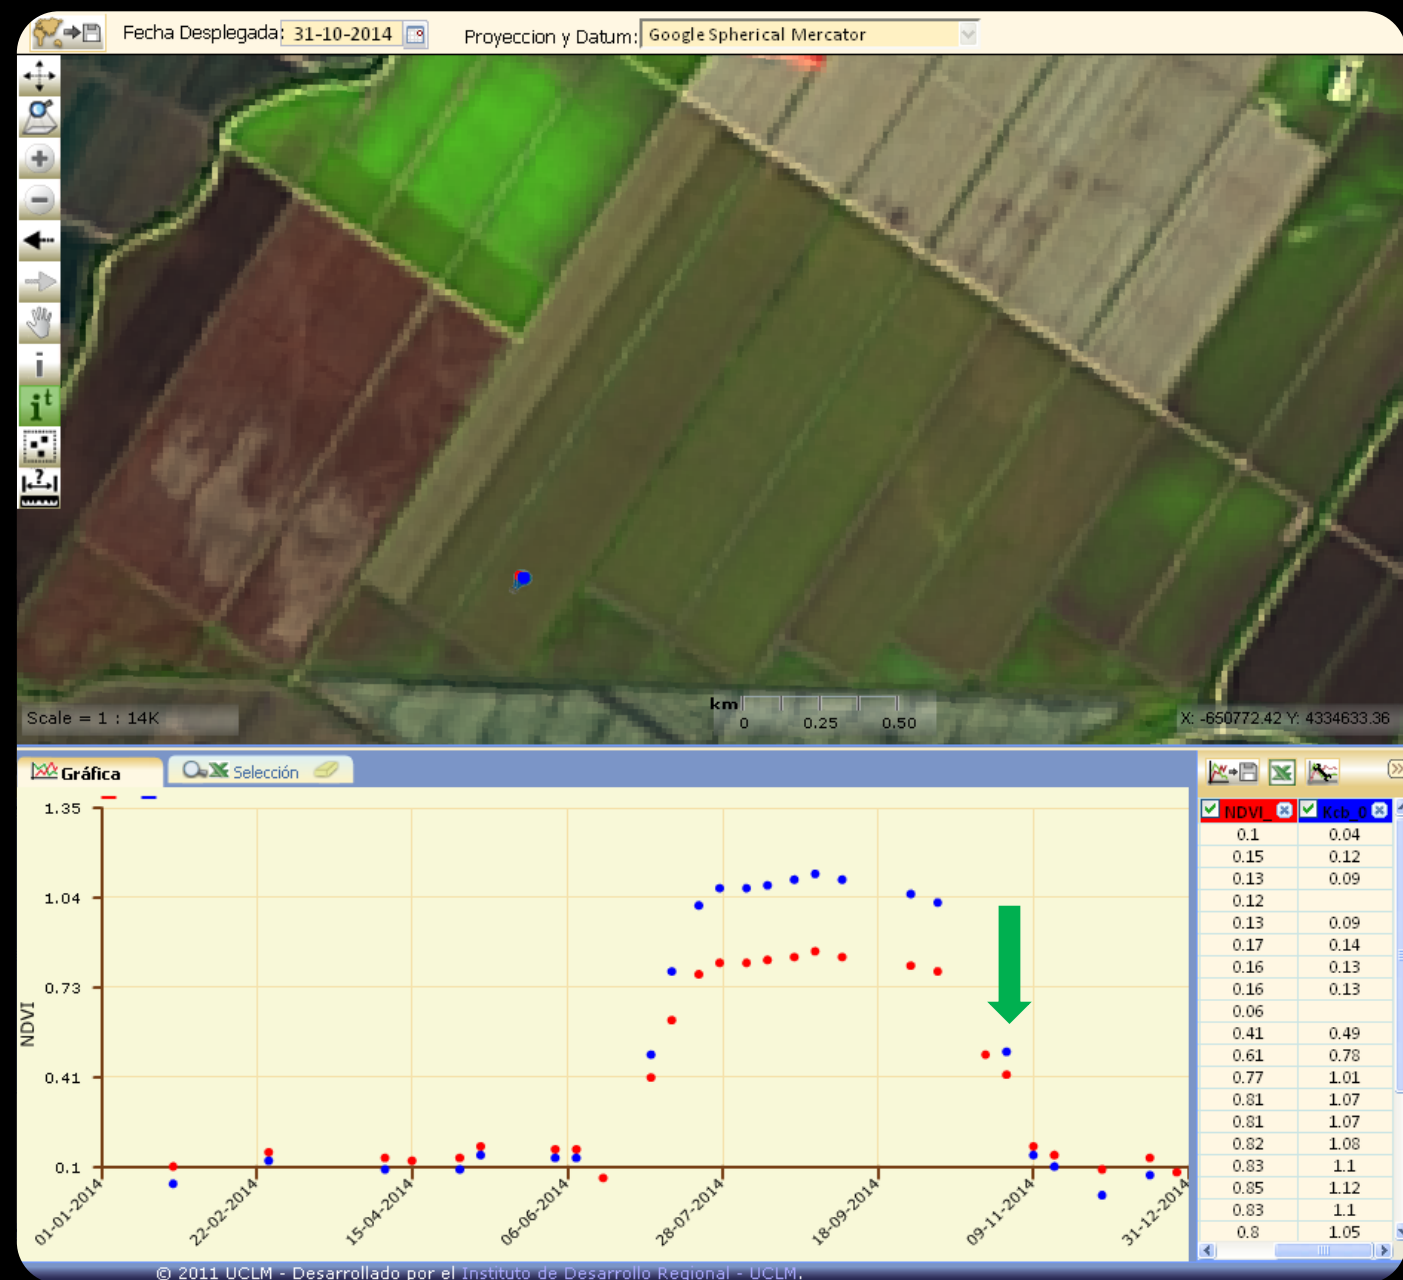 Fecha Desplegada: 31-10-2014 Proyeccion y Datum: Google Spherical Mercator
i
iᵗ
?
Scale = 1 : 14K
km
0 0.25 0.50
X: -650772.42 Y: 4334633.36
Gráfica Selección
NDVI_ Kcb_0
0.1 0.04
0.15 0.12
0.13 0.09
0.12
0.13 0.09
0.17 0.14
0.16 0.13
0.16 0.13
0.06
0.41 0.49
0.61 0.78
0.77 1.01
0.81 1.07
0.81 1.07
0.82 1.08
0.83 1.1
0.85 1.12
0.83 1.1
0.8 1.05
NDVI
1.35
1.04
0.73
0.41
0.1
01-01-2014 22-02-2014 15-04-2014 06-06-2014 28-07-2014 18-09-2014 09-11-2014 31-12-2014
© 2011 UCLM - Desarrollado por el Instituto de Desarrollo Regional - UCLM.